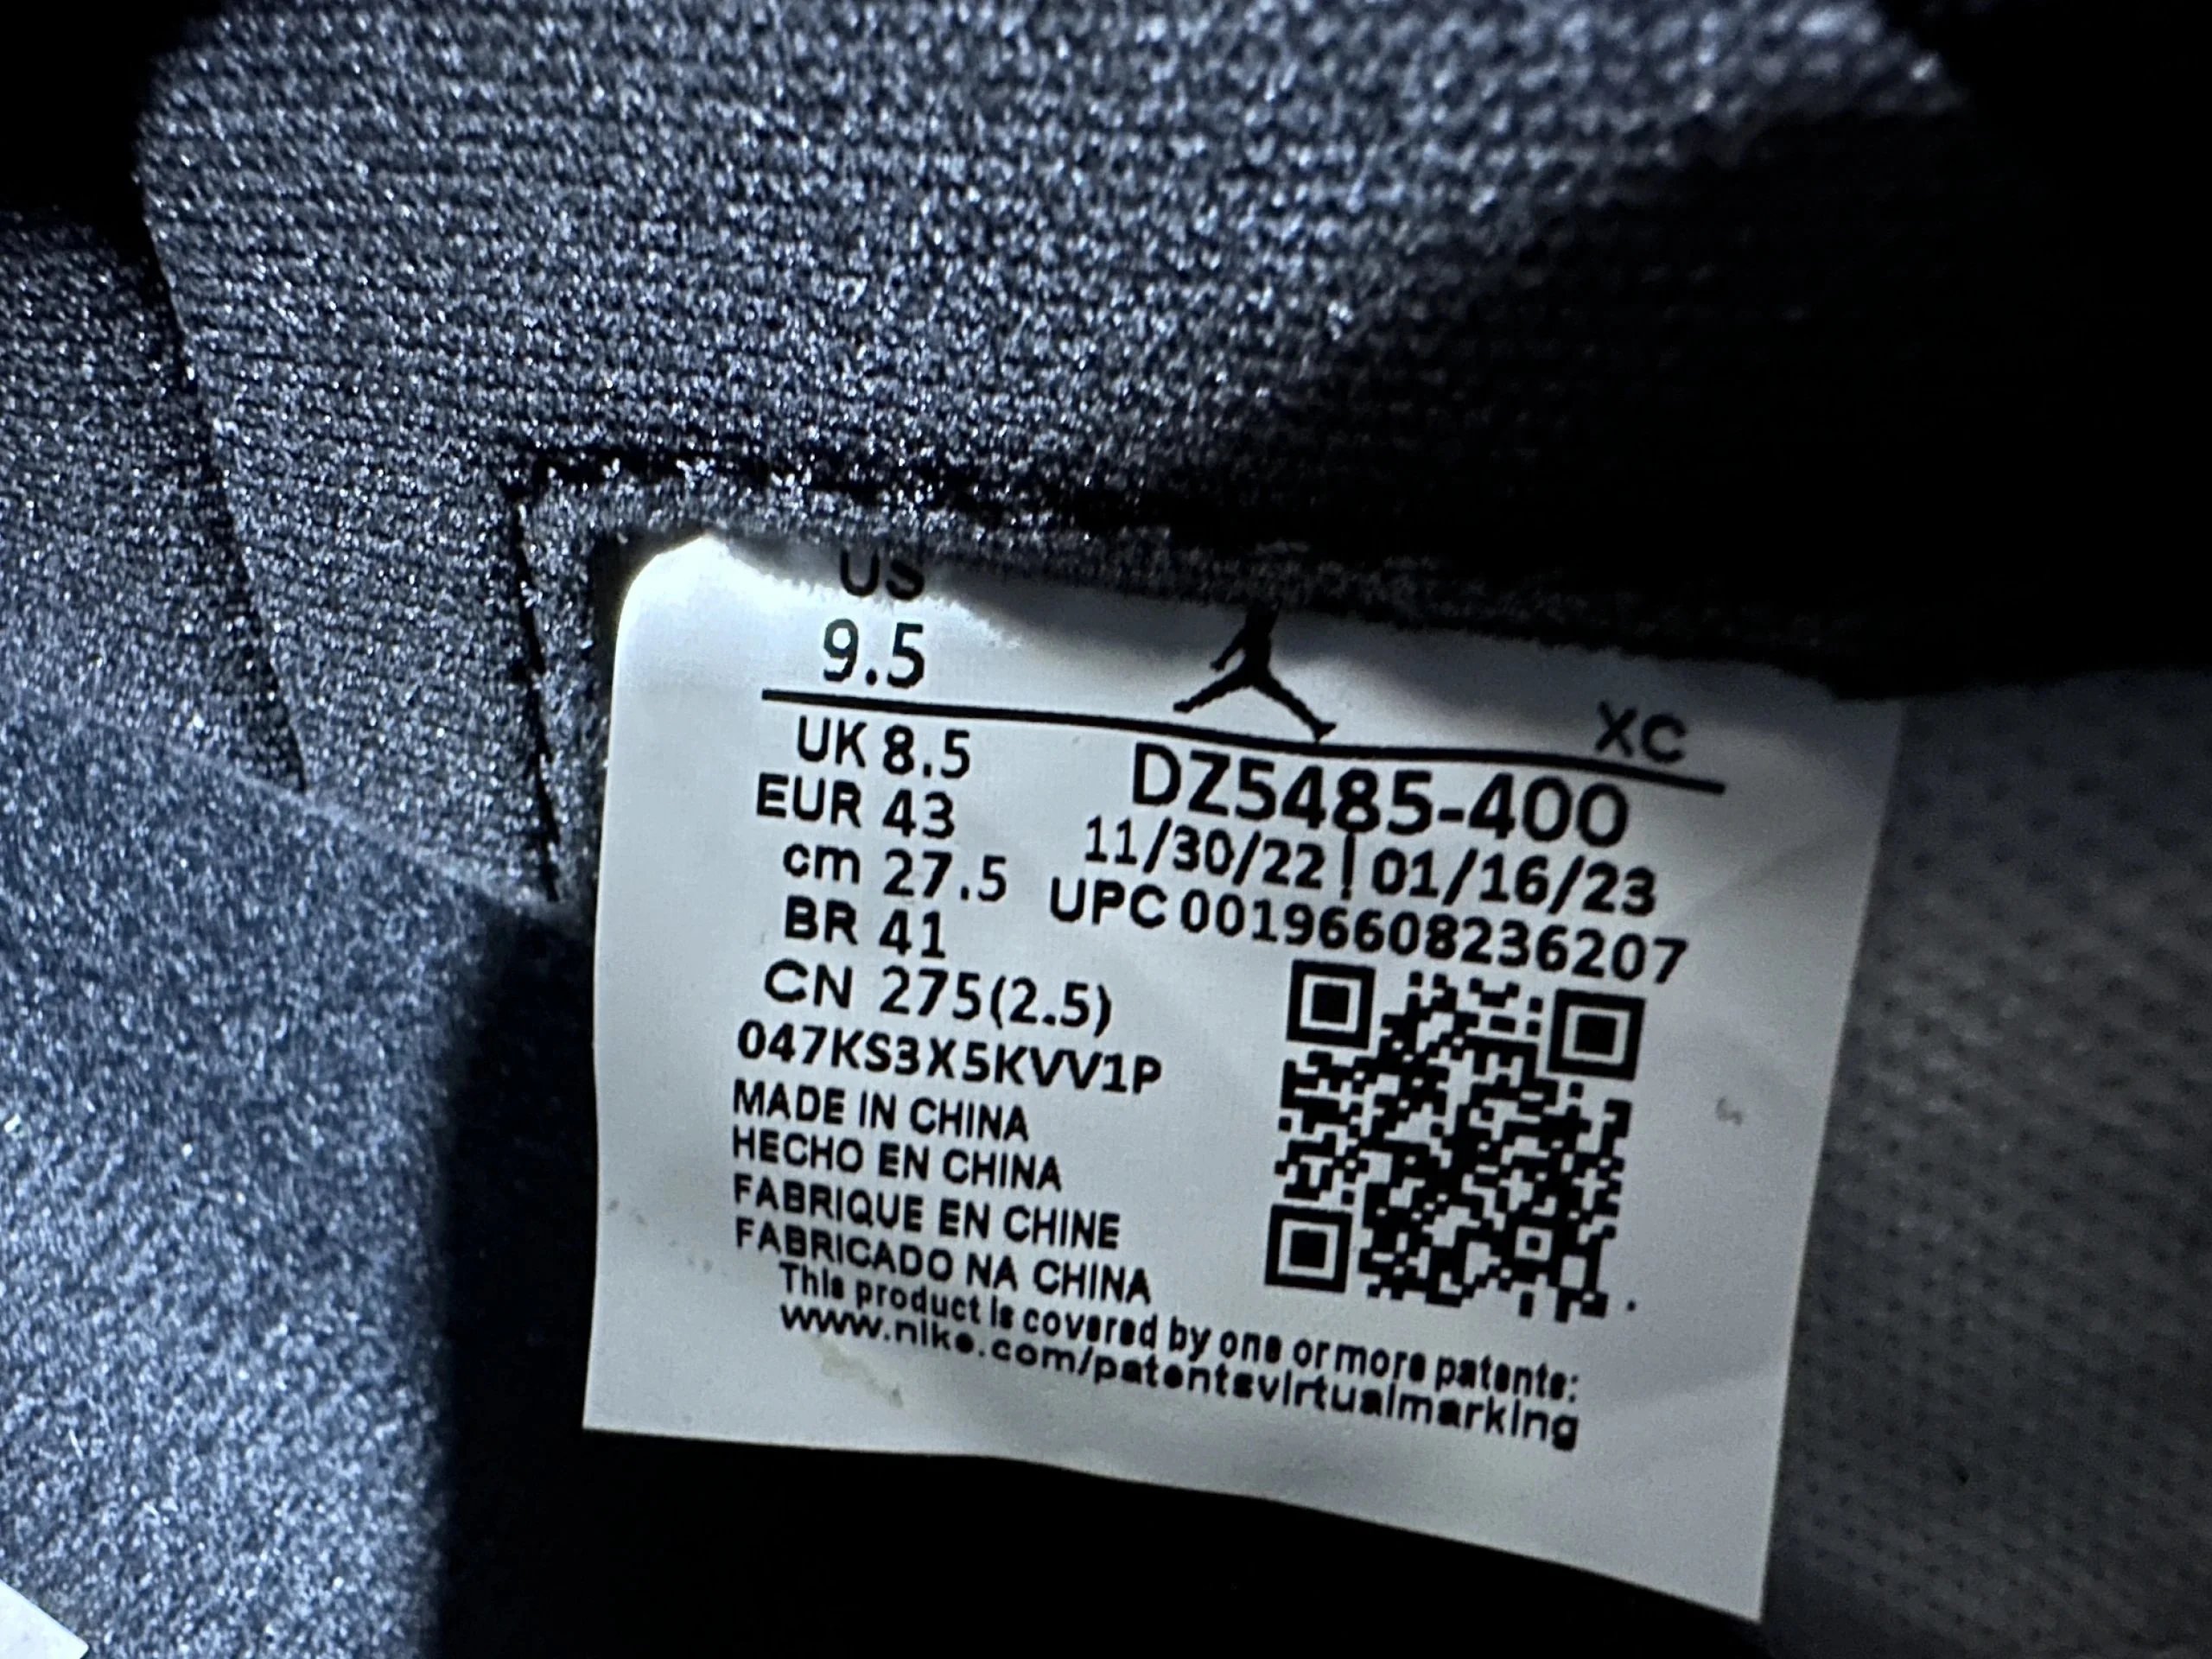 US
9.5
XC
UK 8.5
EUR 43
cm 27.5
BR 41
CN 275(2.5)
DZ5485-400
11/30/22 | 01/16/23
UPC 00196608236207
047KS3X5KVV1P
MADE IN CHINA
HECHO EN CHINA
FABRIQUE EN CHINE
FABRICADO NA CHINA
This product is covered by one or more patents:
www.nike.com/patentsvirtualmarking